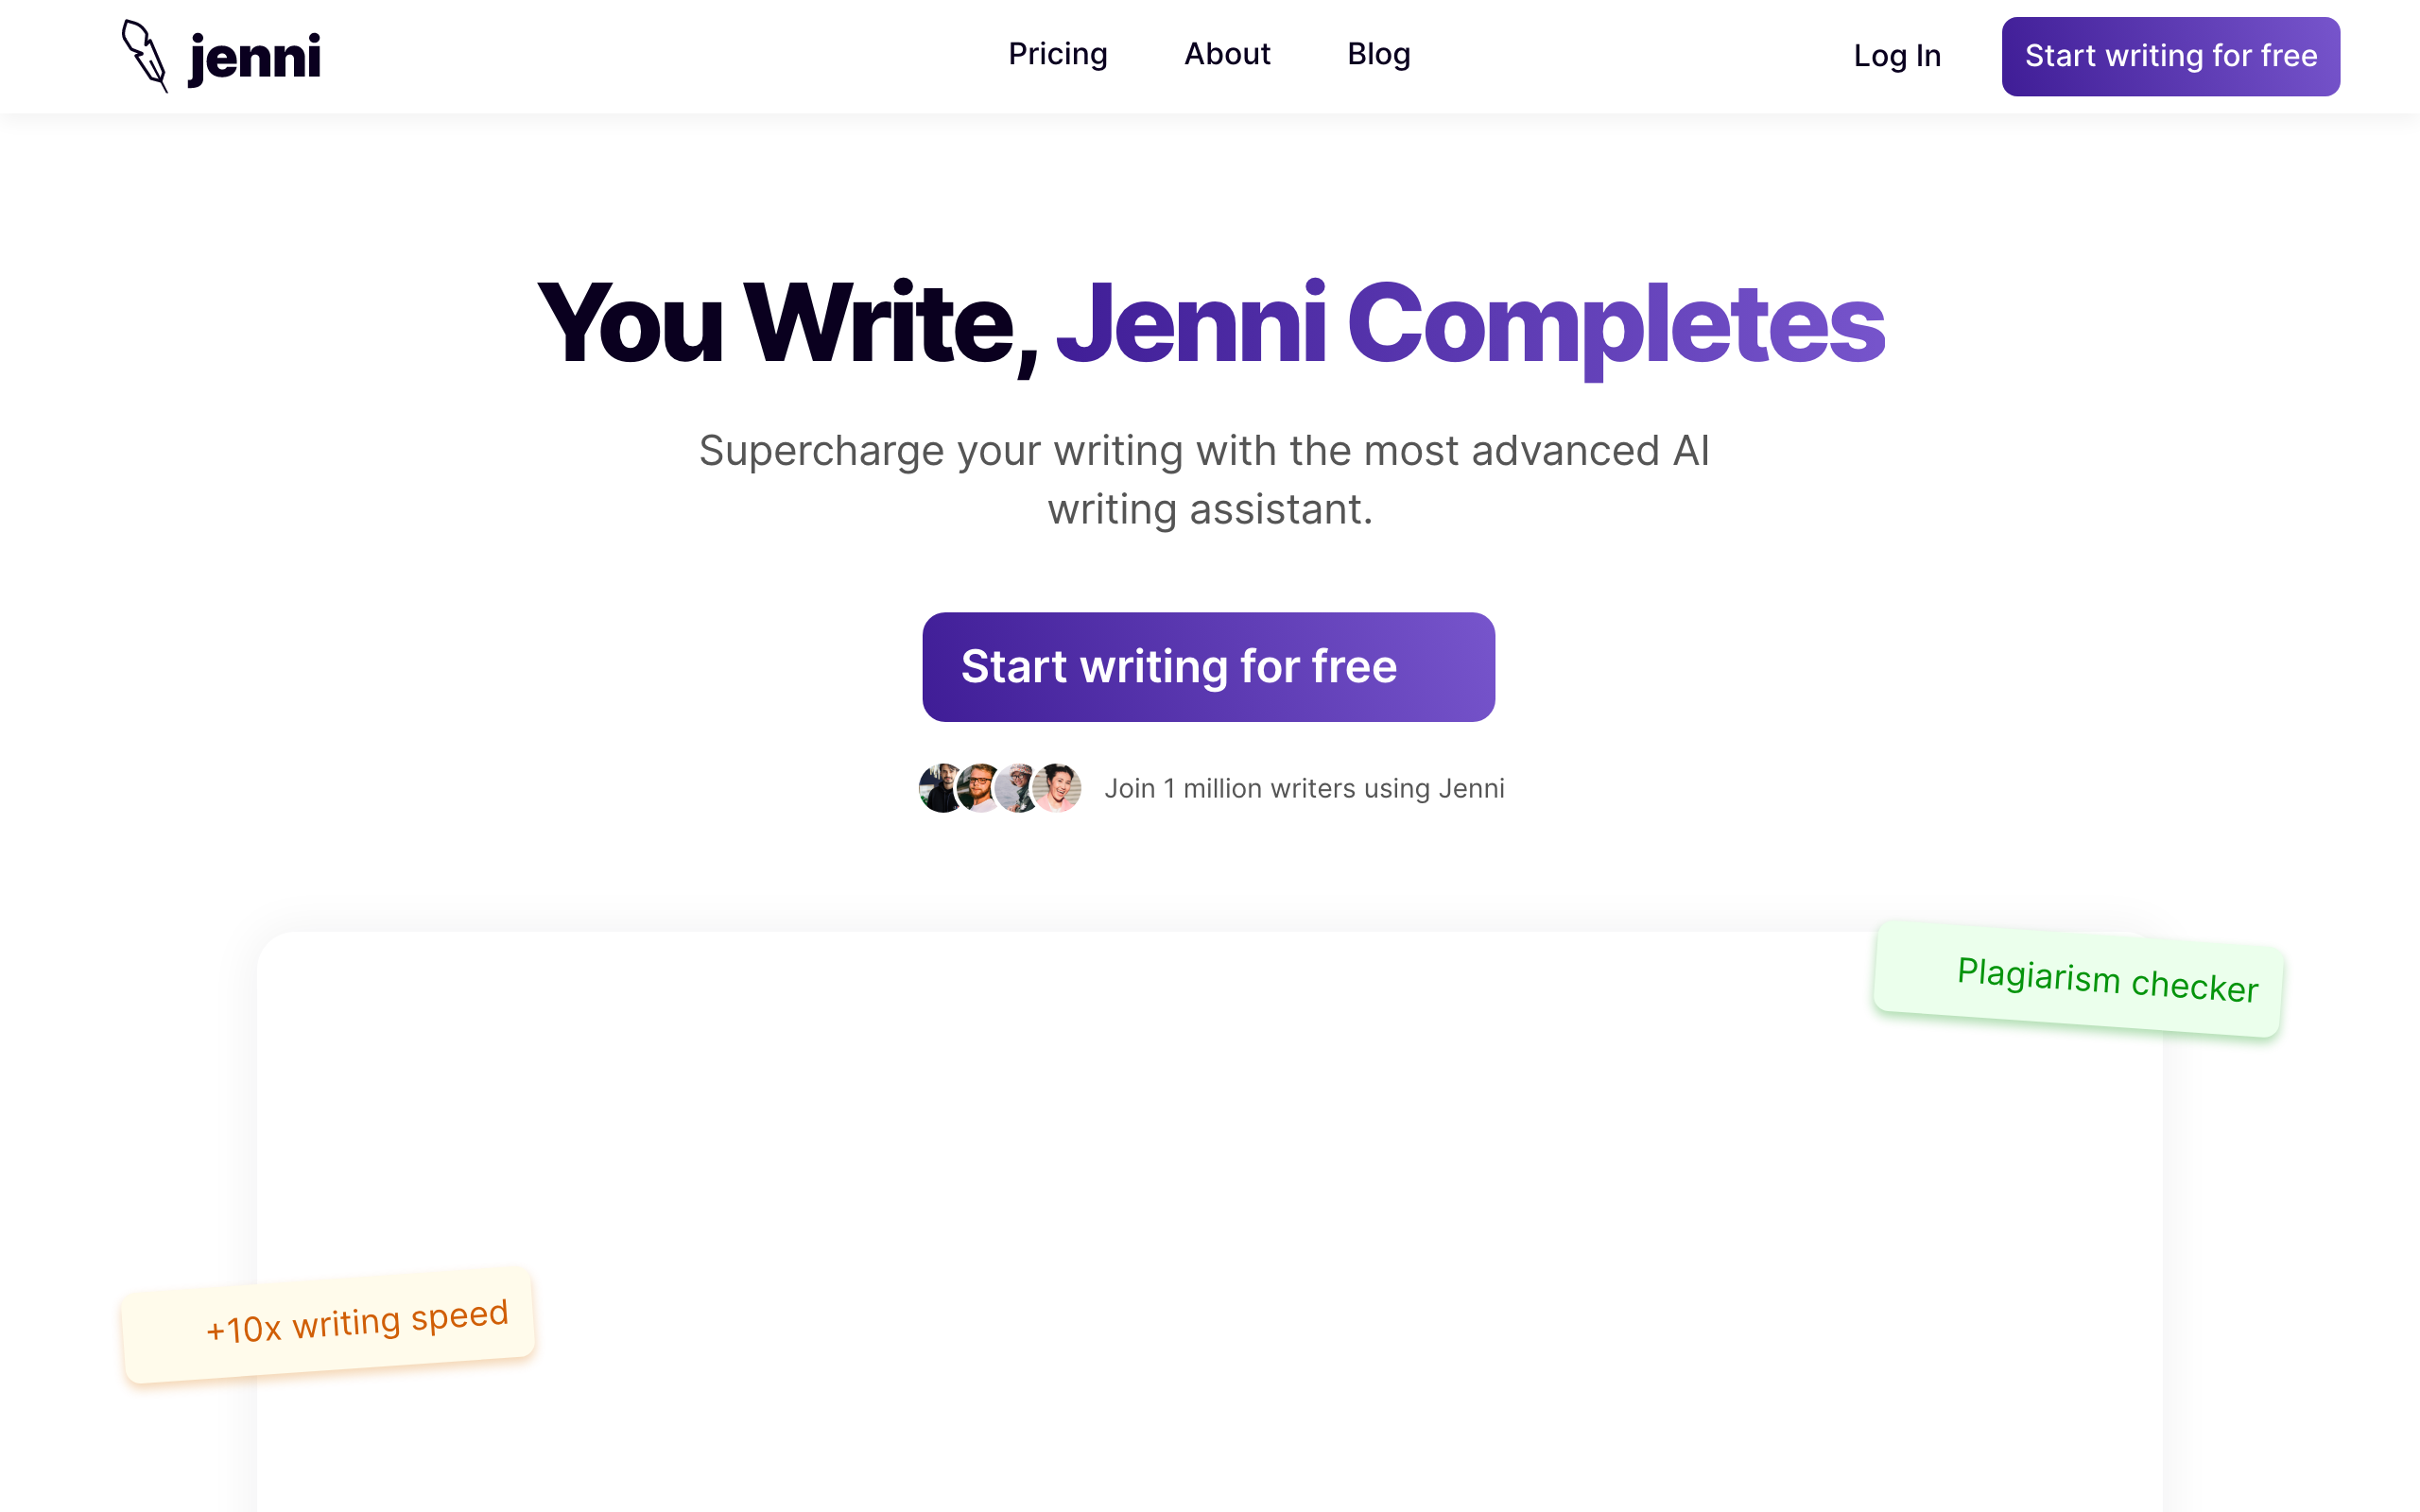 jenni
Pricing
About
Blog
Log In
Start writing for free
You Write, Jenni Completes
Supercharge your writing with the most advanced AI
writing assistant.
Start writing for free
Join 1 million writers using Jenni
Plagiarism checker
+10x writing speed